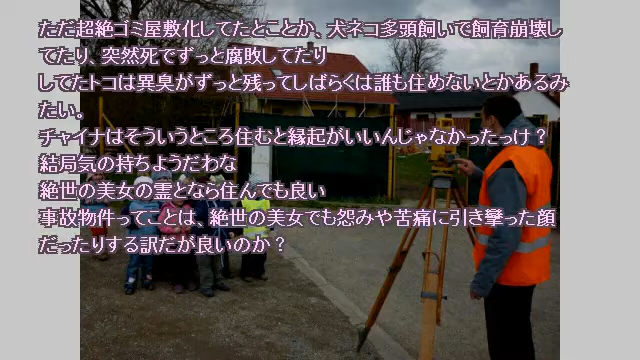 ただ超絶ゴミ屋敷化してたとことか、犬ネコ多頭飼いで飼育崩壊し
てたり、突然死でずっと腐敗してたり
してたトコは異臭がずっと残ってしばらくは誰も住めないとかあるみ
たい。
チャイナはそういうところ住むと縁起がいいんじゃなかったっけ？
結局気の持ちようだわな
絶世の美女の霊となら住んでも良い
事故物件ってことは、絶世の美女でも怨みや苦痛に引き攣った顔
だったりする訳だが良いのか？